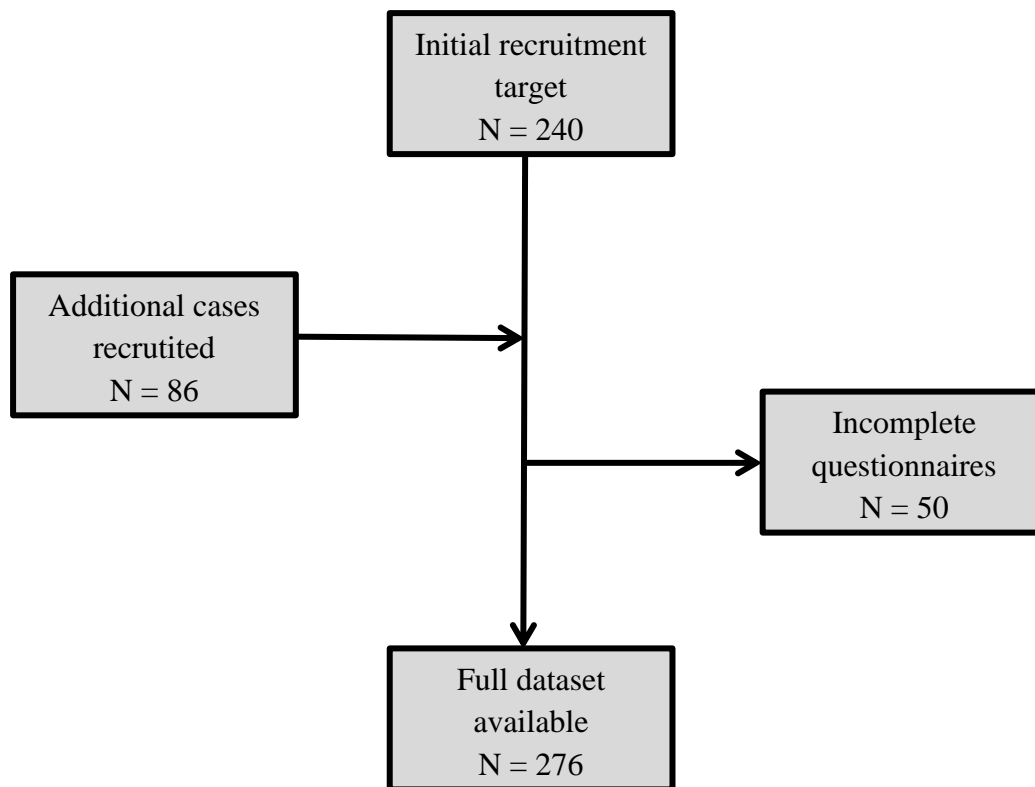 Initial recruitment
target
N = 240
Additional cases
recrutited
N = 86
Incomplete
questionnaires
N = 50
Full dataset
available
N = 276